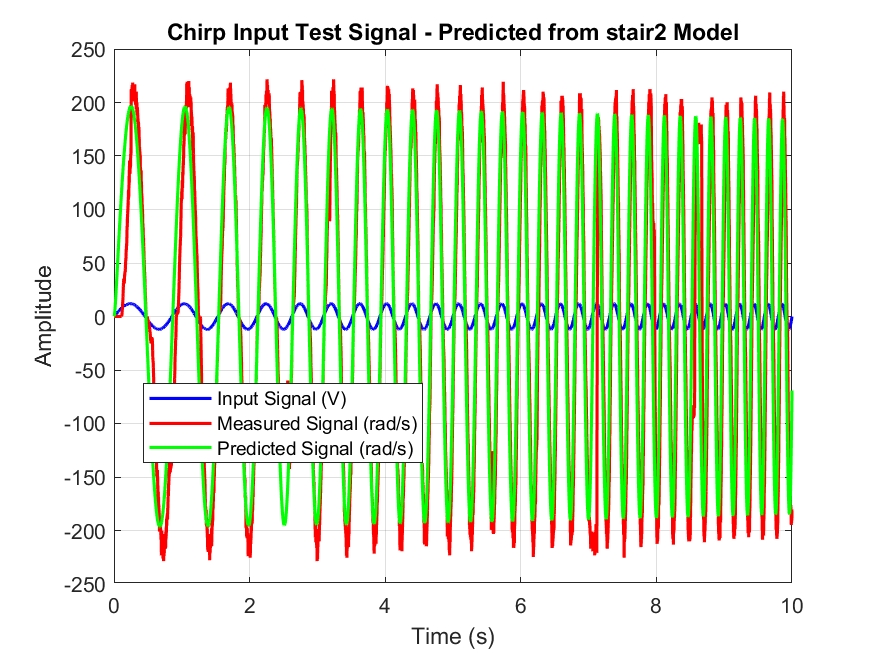 Chirp Input Test Signal - Predicted from stair2 Model
250
200
150
100
50
0
-50
-100
-150
-200
-250
Amplitude
Input Signal (V)
Measured Signal (rad/s)
Predicted Signal (rad/s)
0 2 4 6 8 10
Time (s)